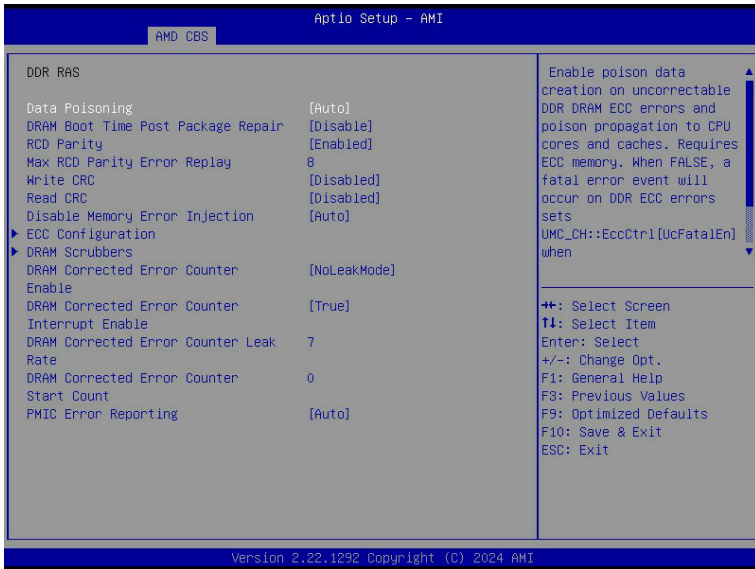 Aptio Setup – AMI
AMD CBS
DDR RAS
Data Poisoning [Auto]
DRAM Boot Time Post Package Repair [Disable]
RCD Parity [Enabled]
Max RCD Parity Error Replay 8
Write CRC [Disabled]
Read CRC [Disabled]
Disable Memory Error Injection [Auto]
ECC Configuration
DRAM Scrubbers
DRAM Corrected Error Counter [NoLeakMode]
Enable
DRAM Corrected Error Counter [True]
Interrupt Enable
DRAM Corrected Error Counter Leak 7
Rate
DRAM Corrected Error Counter 0
Start Count
PMIC Error Reporting [Auto]
Enable poison data
creation on uncorrectable
DDR DRAM ECC errors and
poison propagation to CPU
cores and caches. Requires
ECC memory. When FALSE, a
fatal error event will
occur on DDR ECC errors
sets
UMC_CH::EccCtrl[UcFatalEn]
when
→←: Select Screen
↑↓: Select Item
Enter: Select
+/-: Change Opt.
F1: General Help
F3: Previous Values
F9: Optimized Defaults
F10: Save & Exit
ESC: Exit
Version 2.22.1292 Copyright (C) 2024 AMI